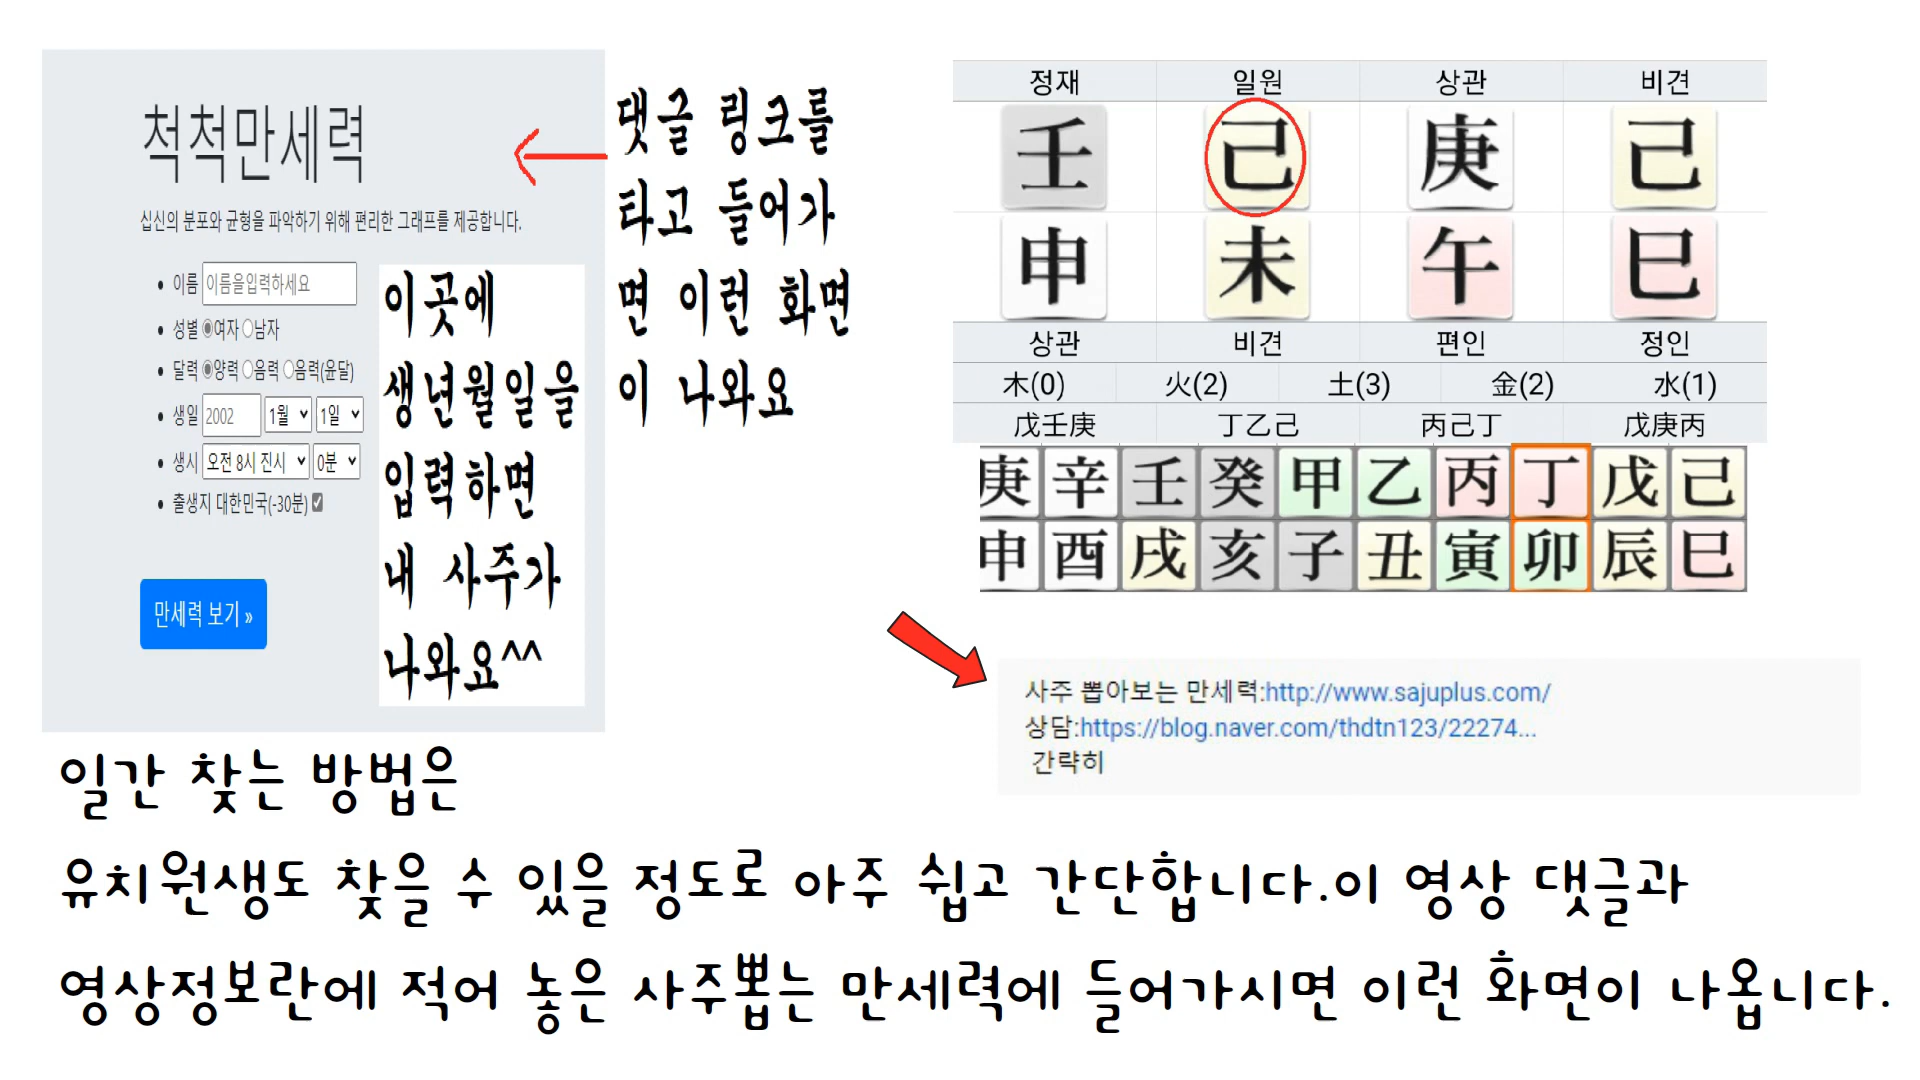 척척만세력
십신의 분포와 균형을 파악하기 위해 편리한 그래프를 제공합니다.
이름 이름을입력하세요
성별 여자 남자
달력 양력 음력 음력(윤달)
생일 2002 1월 1일
생시 오전 8시 진시 0분
출생지 대한민국(-30분)
만세력 보기 »
이곳에
생년월일을
입력하면
내 사주가
나와요^^
댓글 링크를
타고 들어가
면 이런 화면
이 나와요
정재 일원 상관 비견
壬 己 庚 己
申 未 午 巳
상관 비견 편인 정인
木(0) 火(2) 土(3) 金(2) 水(1)
戊壬庚 丁乙己 丙己丁 戊庚丙
庚 辛 壬 癸 甲 乙 丙 丁 戊 己
申 酉 戌 亥 子 丑 寅 卯 辰 巳
사주 뽑아보는 만세력:http://www.sajuplus.com/
상담:https://blog.naver.com/thdtn123/22274...
간략히
일간 찾는 방법은
유치원생도 찾을 수 있을 정도로 아주 쉽고 간단합니다.이 영상 댓글과
영상정보란에 적어 놓은 사주뽑는 만세력에 들어가시면 이런 화면이 나옵니다.